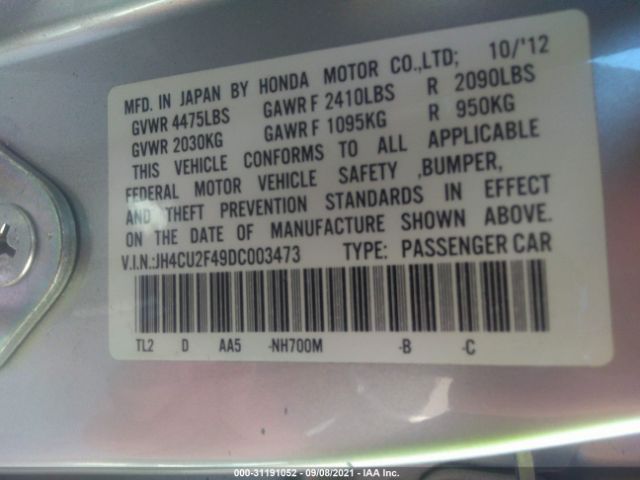 MFD. IN JAPAN BY HONDA MOTOR CO.,LTD; 10/'12
GVWR 4475LBS GAWR F 2410LBS R 2090LBS
GVWR 2030KG GAWR F 1095KG R 950KG
THIS VEHICLE CONFORMS TO ALL APPLICABLE
FEDERAL MOTOR VEHICLE SAFETY ,BUMPER,
AND THEFT PREVENTION STANDARDS IN EFFECT
ON THE DATE OF MANUFACTURE SHOWN ABOVE.
V.I.N.:JH4CU2F49DC003473 TYPE: PASSENGER CAR
TL2 D AA5 -NH700M -B -C
000-31191052 - 09/08/2021 - IAA Inc.